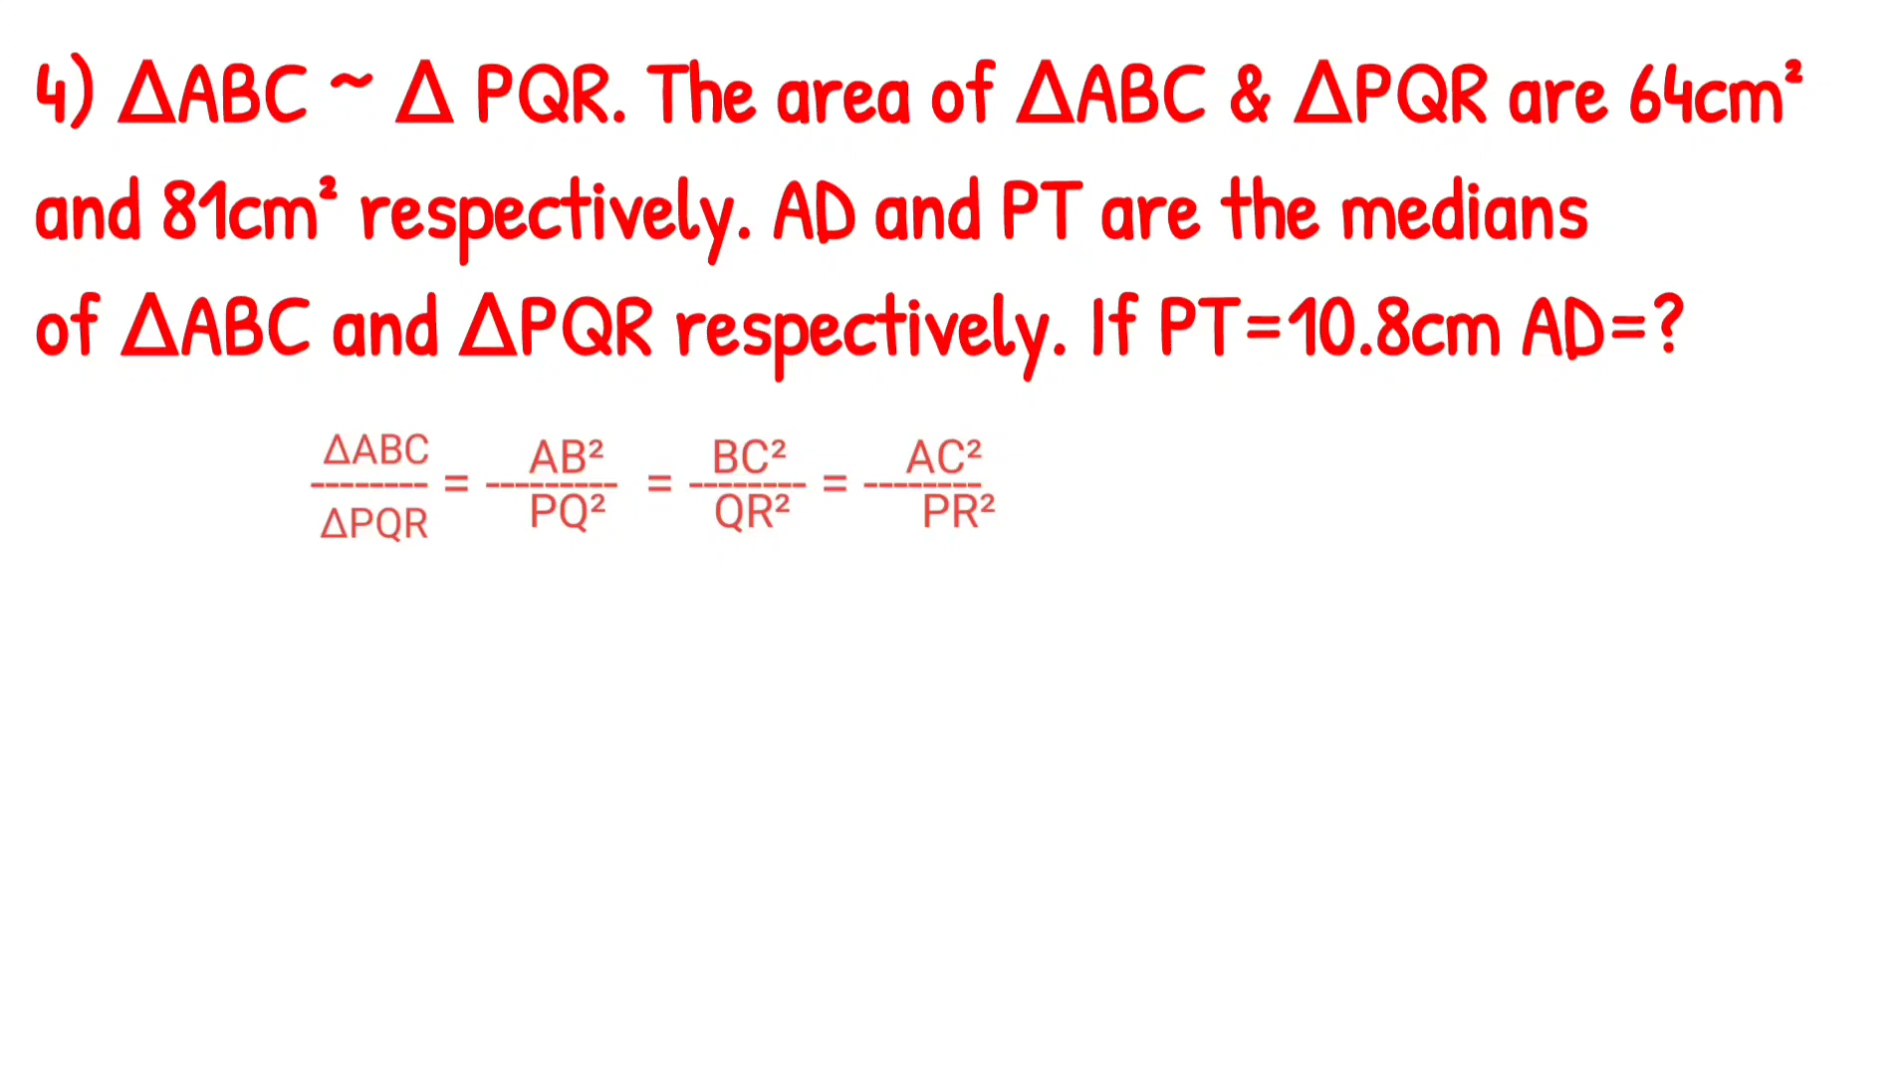 4) ΔABC ~ Δ PQR. The area of ΔABC & ΔPQR are 64cm²
and 81cm² respectively. AD and PT are the medians
of ΔABC and ΔPQR respectively. If PT=10.8cm AD=?
ΔABC AB² BC² AC²
-------- = --------- = -------- = --------
ΔPQR PQ² QR² PR²